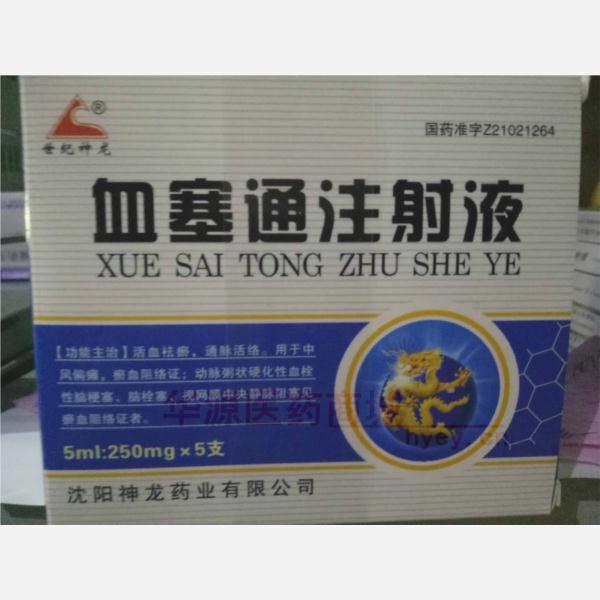 ®
世纪神龙
国药准字Z21021264
血塞通注射液
XUE SAI TONG ZHU SHE YE
【功能主治】活血祛瘀,通脉活络。用于中
风偏瘫,瘀血阻络证;动脉粥状硬化性血栓
性脑梗塞、脑栓塞、视网膜中央静脉阻塞见
瘀血阻络证者。
华源医药商城
hyey.cn
5ml:250mg×5支
沈阳神龙药业有限公司